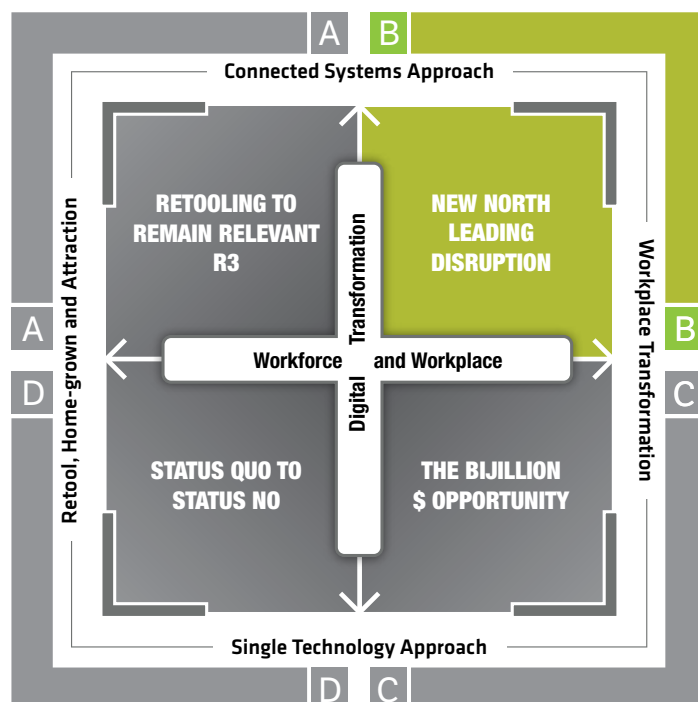 A B
Connected Systems Approach
RETOOLING TO
REMAIN RELEVANT
R3
NEW NORTH
LEADING
DISRUPTION
Retool, Home-grown and Attraction
Workplace Transformation
A
B
Workforce and Workplace
Digital Transformation
D
C
STATUS QUO TO
STATUS NO
THE BIJILLION
$ OPPORTUNITY
Single Technology Approach
D C